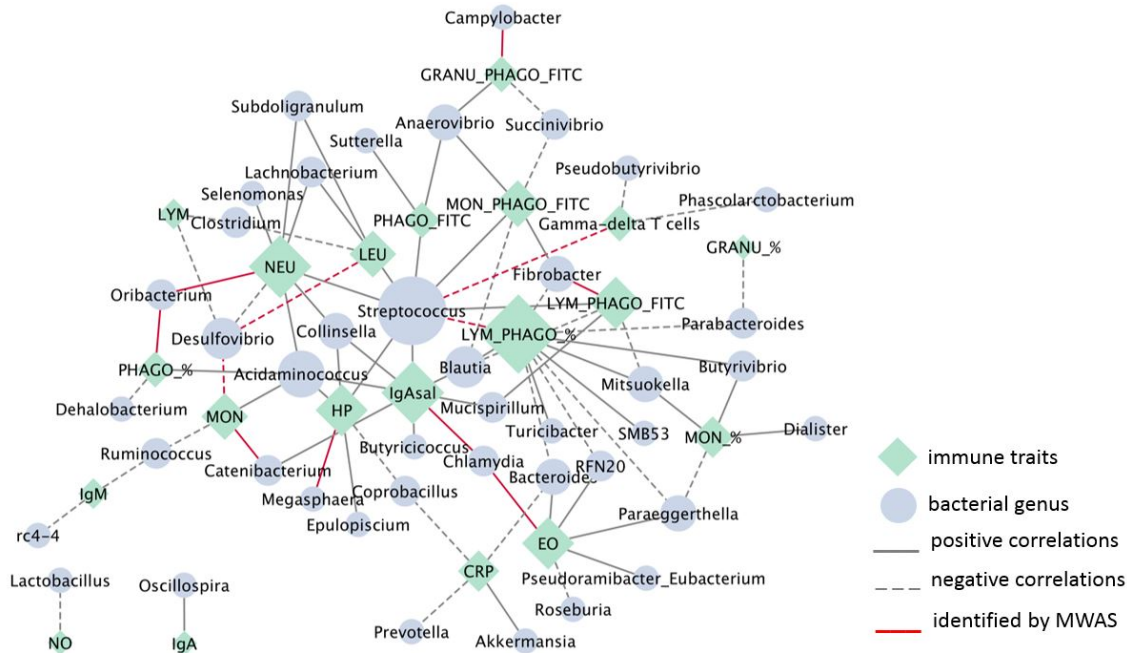 Campylobacter
GRANU_PHAGO_FITC
Subdoligranulum
Anaerovibrio
Succinivibrio
Sutterella
Lachnobacterium
Pseudobutyrivibrio
Selenomonas
Phascolarctobacterium
LYM
Clostridium
PHAGO_FITC
MON_PHAGO_FITC
Gamma-delta T cells
GRANU_%
LEU
NEU
Fibrobacter
Oribacterium
LYM_PHAGO_FITC
Streptococcus
Parabacteroides
Collinsella
LYM_PHAGO_%
Desulfovibrio
PHAGO_%
Acidaminococcus
Blautia
Butyrivibrio
Mitsuokella
IgAsal
Dehalobacterium
MON
HP
Mucispirillum
Turicibacter
SMB53
MON_%
Dialister
Ruminococcus
Butyricicoccus
Catenibacterium
Chlamydia
RFN20
Bacteroides
IgM
Megasphaera
Coprobacillus
Paraeggerthella
Epulopiscium
rc4-4
EO
Lactobacillus
Oscillospira
CRP
Pseudoramibacter_Eubacterium
Roseburia
Prevotella
Akkermansia
NO
IgA
immune traits
bacterial genus
positive correlations
negative correlations
identified by MWAS